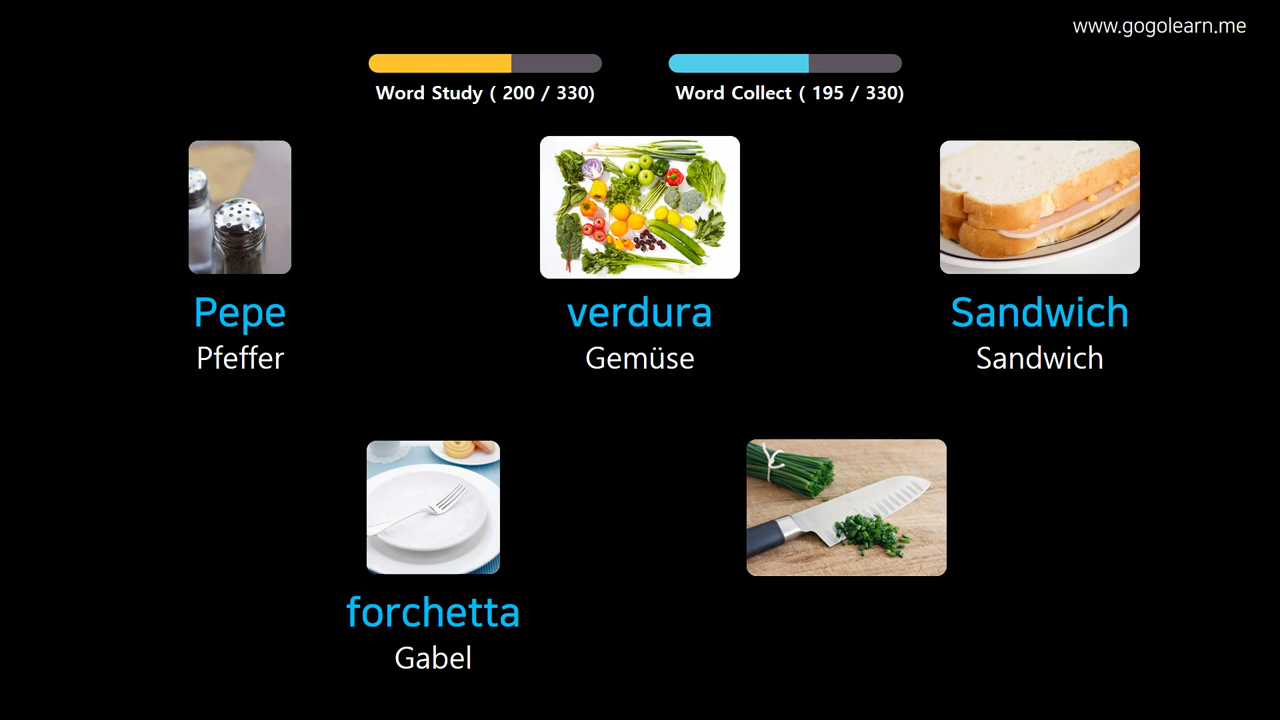 www.gogolearn.me
Word Study ( 200 / 330)
Word Collect ( 195 / 330)
Pepe
Pfeffer
verdura
Gemüse
Sandwich
Sandwich
forchetta
Gabel